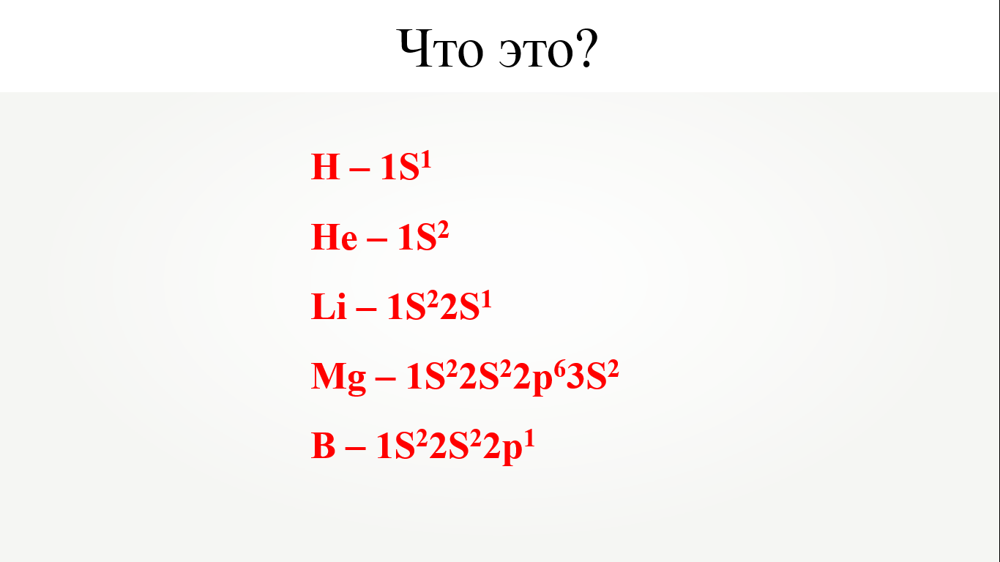 Что это?
H – 1S¹
He – 1S²
Li – 1S²2S¹
Mg – 1S²2S²2p⁶3S²
B – 1S²2S²2p¹